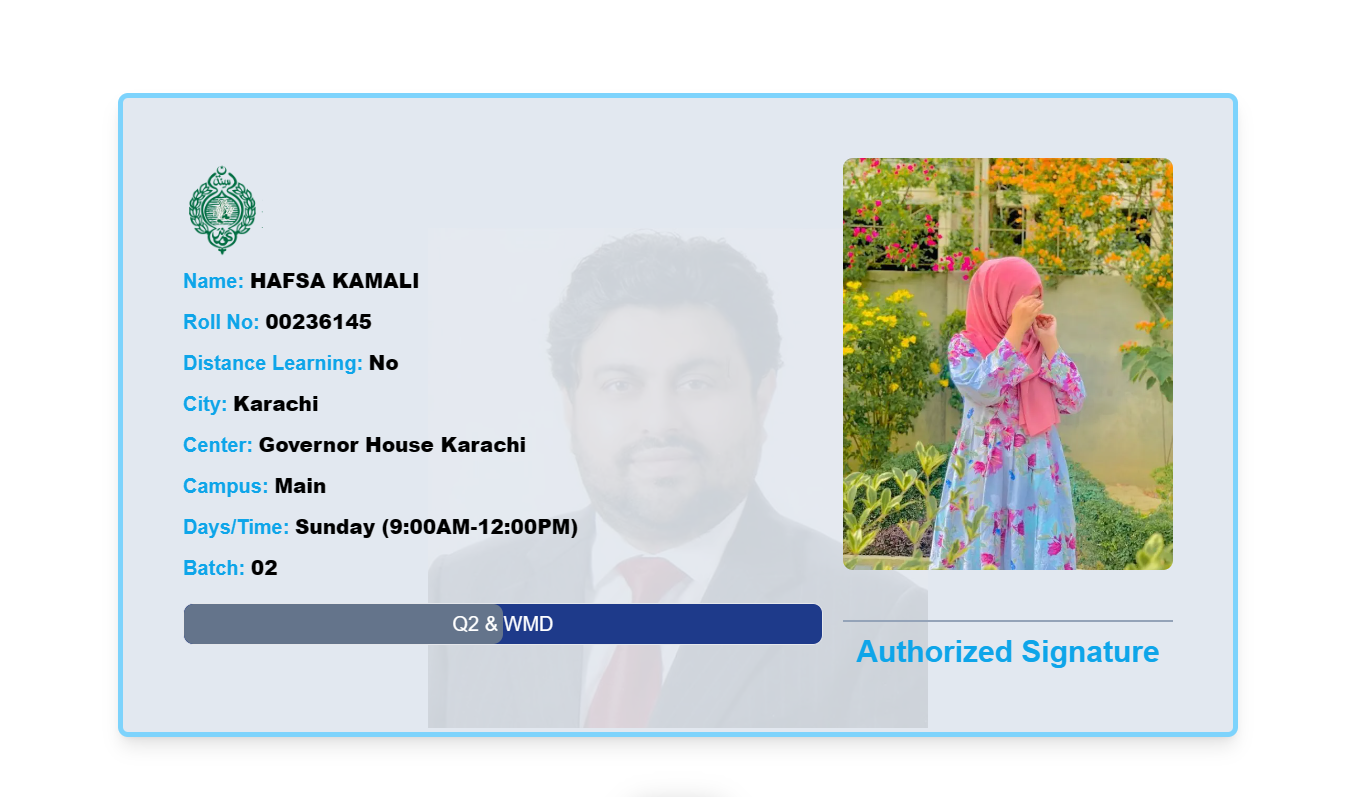 Name: HAFSA KAMALI
Roll No: 00236145
Distance Learning: No
City: Karachi
Center: Governor House Karachi
Campus: Main
Days/Time: Sunday (9:00AM-12:00PM)
Batch: 02
Q2 & WMD
Authorized Signature